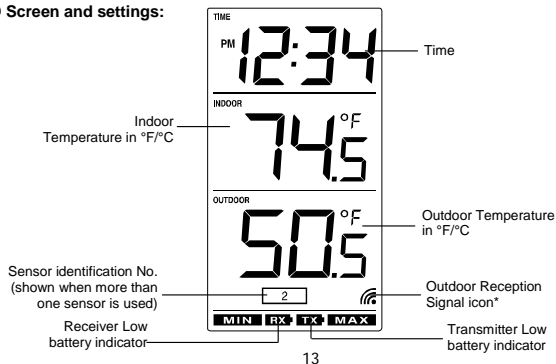 Screen and settings:
TIME
PM 12:34
Time
INDOOR
74.5 °F
Indoor
Temperature in °F/°C
OUTDOOR
50.5 °F
Outdoor Temperature
in °F/°C
Sensor identification No.
(shown when more than
one sensor is used)
2
Outdoor Reception
Signal icon*
MIN RX TX MAX
Receiver Low
battery indicator
Transmitter Low
battery indicator
13